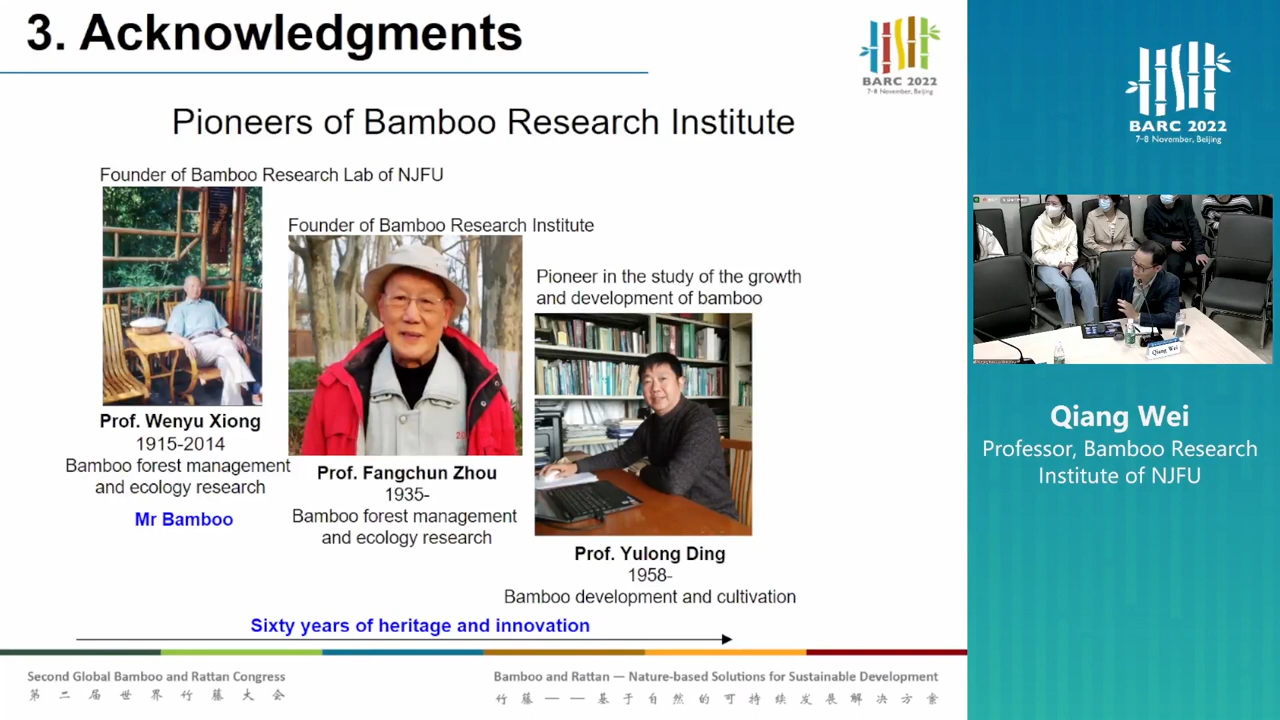 3. Acknowledgments
BARC 2022
7-8 November, Beijing
Pioneers of Bamboo Research Institute
Founder of Bamboo Research Lab of NJFU
Prof. Wenyu Xiong
1915-2014
Bamboo forest management
and ecology research
Mr Bamboo
Founder of Bamboo Research Institute
Prof. Fangchun Zhou
1935-
Bamboo forest management
and ecology research
Pioneer in the study of the growth
and development of bamboo
Prof. Yulong Ding
1958-
Bamboo development and cultivation
Sixty years of heritage and innovation
Second Global Bamboo and Rattan Congress
第二届世界竹藤大会
Bamboo and Rattan — Nature-based Solutions for Sustainable Development
竹藤——基于自然的可持续发展解决方案
BARC 2022
7-8 November, Beijing
Qiang Wei
Qiang Wei
Professor, Bamboo Research
Institute of NJFU